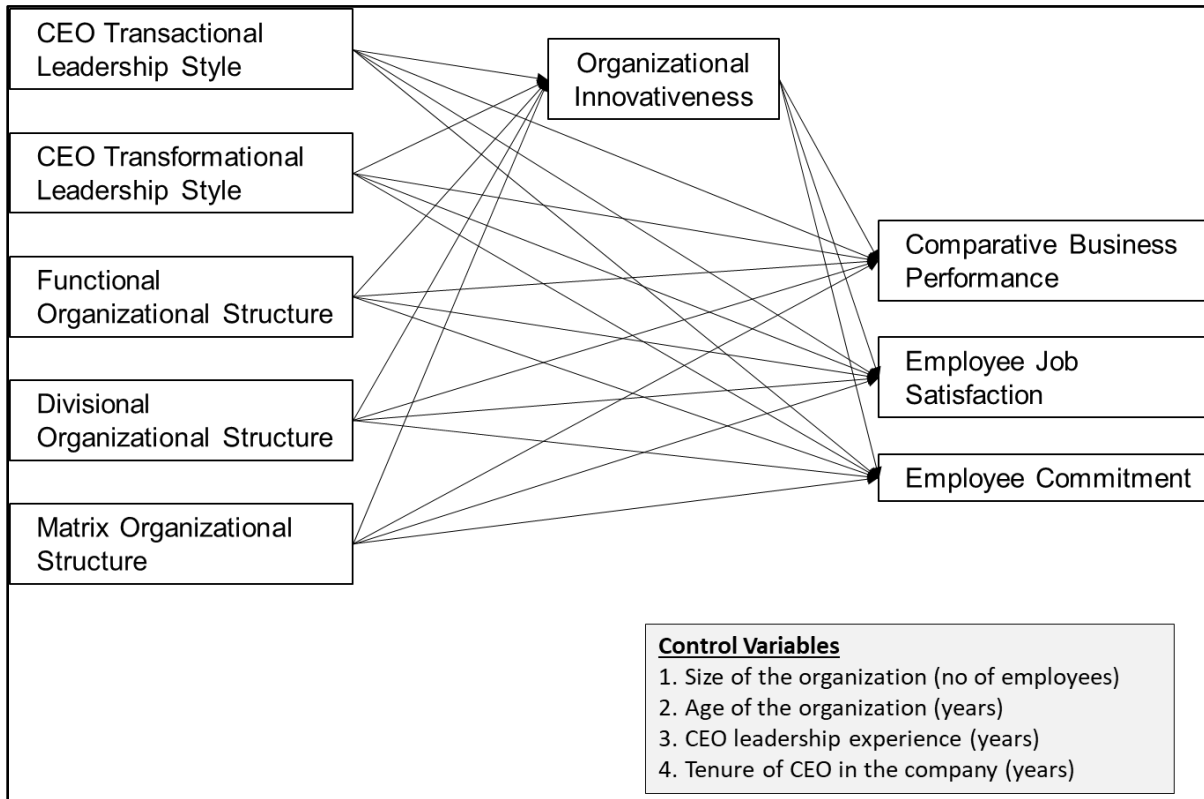 CEO Transactional
Leadership Style
CEO Transformational
Leadership Style
Functional
Organizational Structure
Divisional
Organizational Structure
Matrix Organizational
Structure
Organizational
Innovativeness
Comparative Business
Performance
Employee Job
Satisfaction
Employee Commitment
Control Variables
1. Size of the organization (no of employees)
2. Age of the organization (years)
3. CEO leadership experience (years)
4. Tenure of CEO in the company (years)